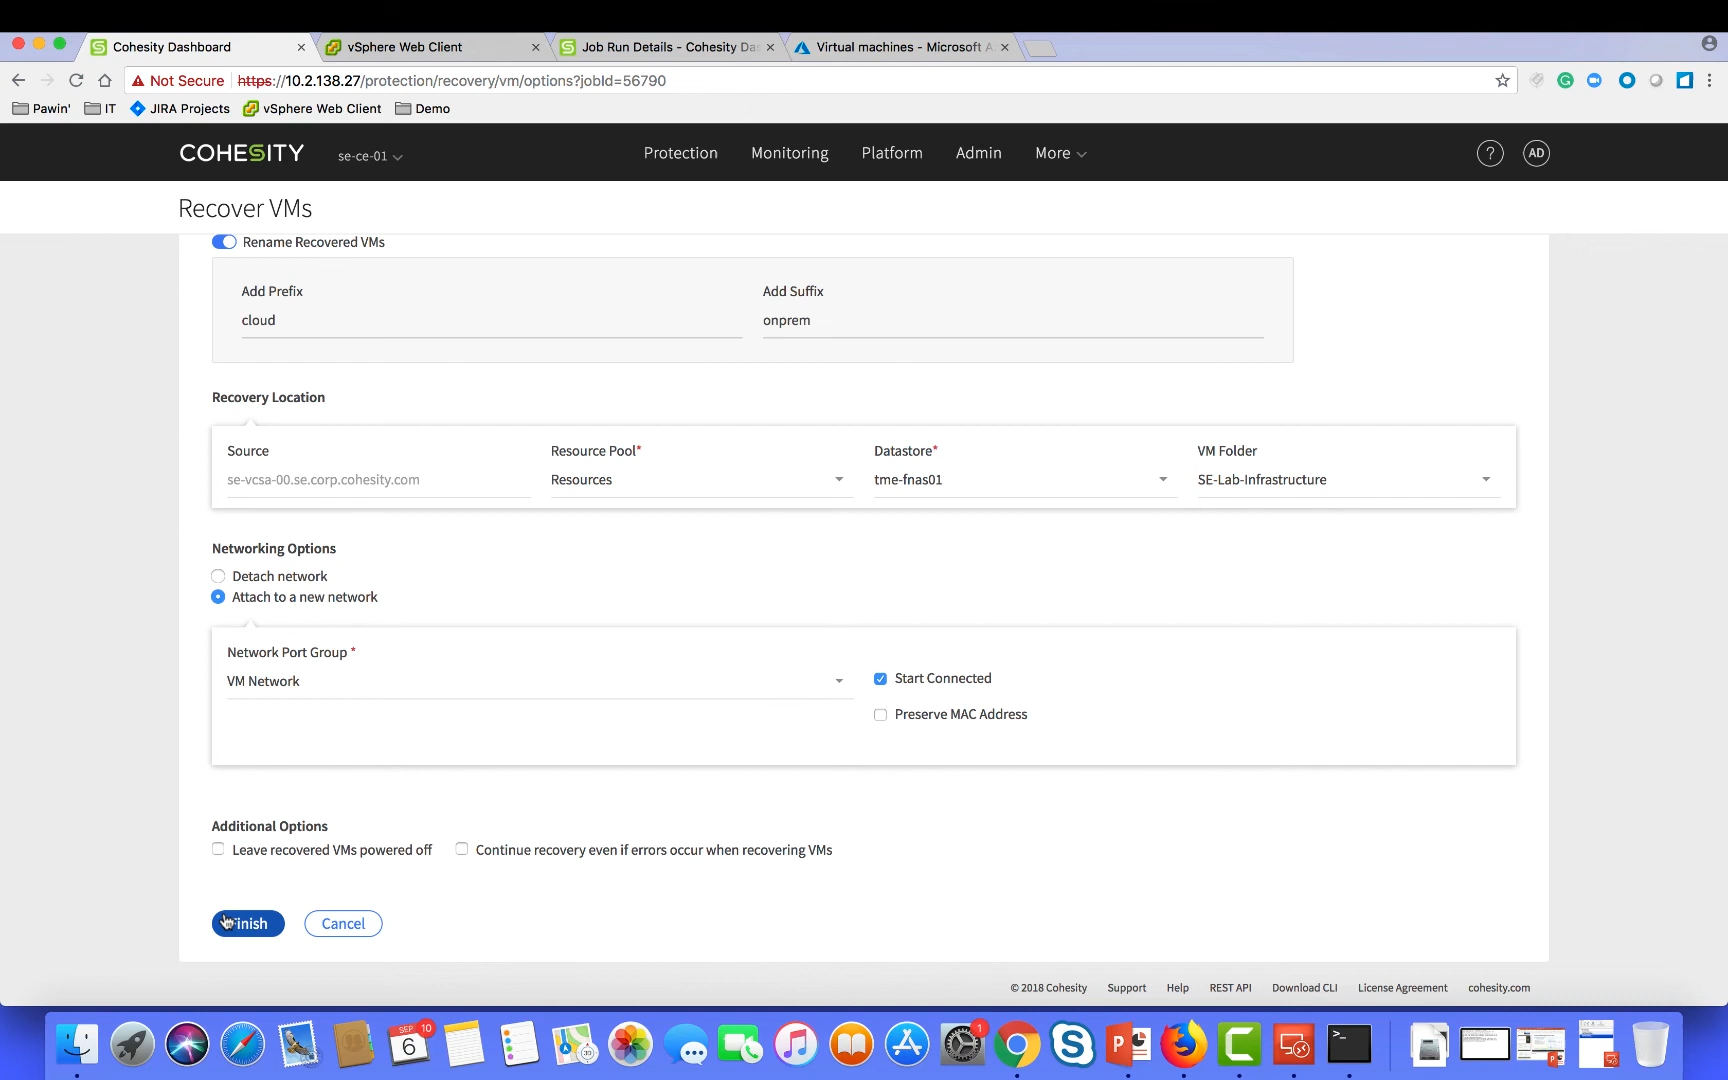 Cohesity Dashboard
vSphere Web Client
Job Run Details - Cohesity Da
Virtual machines - Microsoft A
Not Secure https://10.2.138.27/protection/recovery/vm/options?jobId=56790
Pawin' IT JIRA Projects vSphere Web Client Demo
COHESITY se-ce-01 Protection Monitoring Platform Admin More ? AD
Recover VMs
Rename Recovered VMs
Add Prefix Add Suffix
cloud onprem
Recovery Location
Source Resource Pool* Datastore* VM Folder
se-vcsa-00.se.corp.cohesity.com Resources tme-fnas01 SE-Lab-Infrastructure
Networking Options
Detach network
Attach to a new network
Network Port Group *
VM Network
Start Connected
Preserve MAC Address
Additional Options
Leave recovered VMs powered off Continue recovery even if errors occur when recovering VMs
Finish Cancel
© 2018 Cohesity Support Help REST API Download CLI License Agreement cohesity.com
SEP 10
6
1